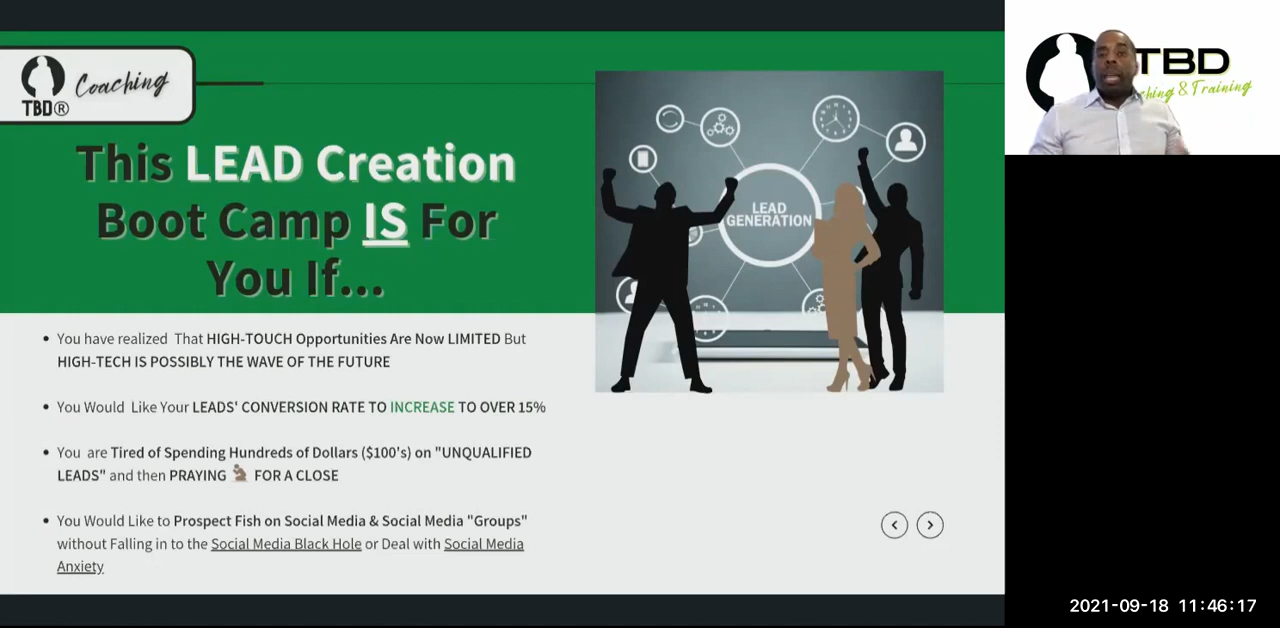 TBD®
Coaching
This LEAD Creation
Boot Camp IS For
You If...
LEAD
GENERATION
• You have realized That HIGH-TOUCH Opportunities Are Now LIMITED But
HIGH-TECH IS POSSIBLY THE WAVE OF THE FUTURE
• You Would Like Your LEADS' CONVERSION RATE TO INCREASE TO OVER 15%
• You are Tired of Spending Hundreds of Dollars ($100's) on "UNQUALIFIED
LEADS" and then PRAYING FOR A CLOSE
• You Would Like to Prospect Fish on Social Media & Social Media "Groups"
without Falling in to the Social Media Black Hole or Deal with Social Media
Anxiety
TBD
ching & Training
2021-09-18 11:46:17